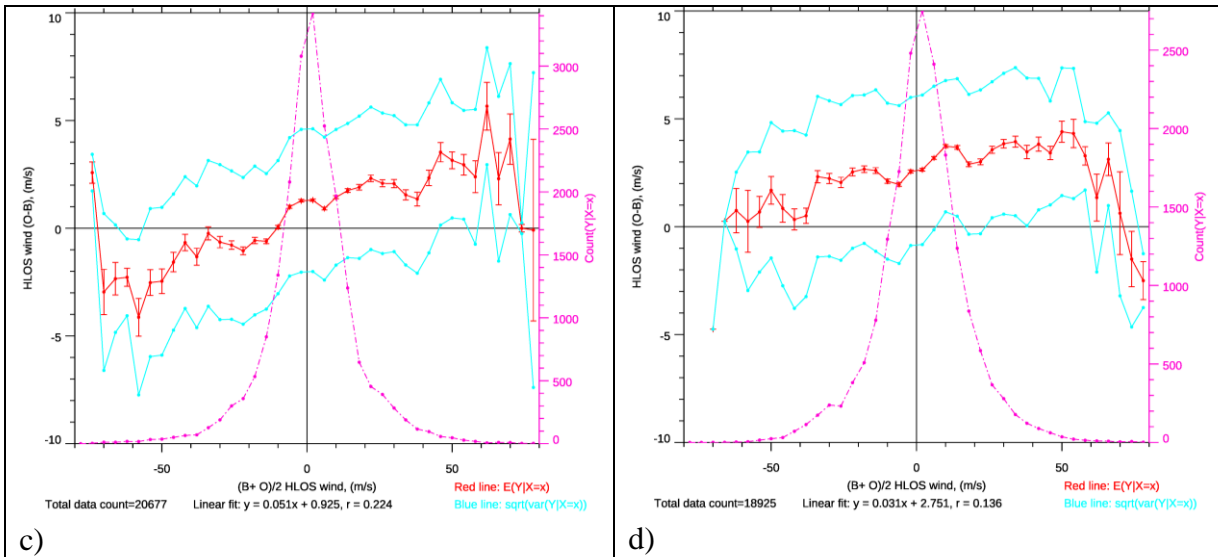 10
5
0
-5
-10
HLOS wind (O-B), (m/s)
3000
2500
2000
1500
1000
500
0
Count(Y|X=x)
-50
0
50
(B+ O)/2 HLOS wind, (m/s)
Red line: E(Y|X=x)
Total data count=20677
Linear fit: y = 0.051x + 0.925, r = 0.224
Blue line: sqrt(var(Y|X=x))
c)
10
5
0
-5
-10
HLOS wind (O-B), (m/s)
2500
2000
1500
1000
500
0
Count(Y|X=x)
-50
0
50
(B+ O)/2 HLOS wind, (m/s)
Red line: E(Y|X=x)
Total data count=18925
Linear fit: y = 0.031x + 2.751, r = 0.136
Blue line: sqrt(var(Y|X=x))
d)